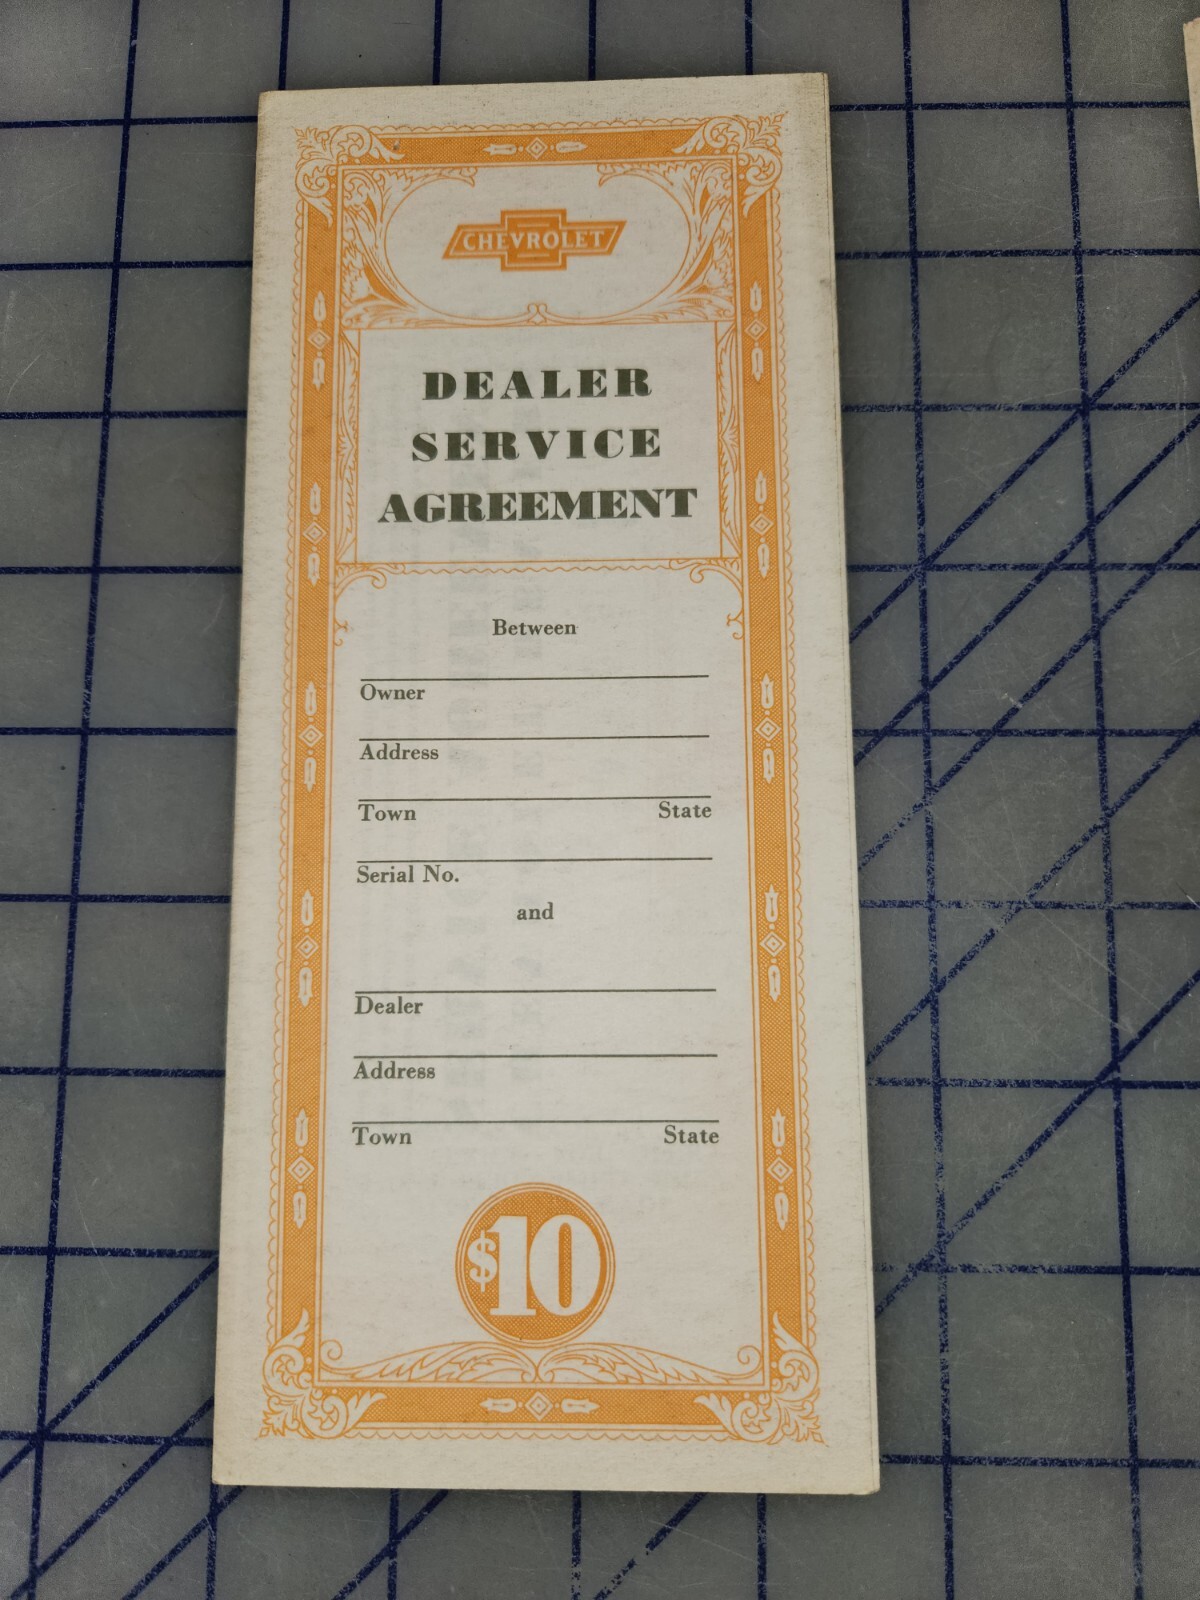 CHEVROLET
DEALER
SERVICE
AGREEMENT
Between
Owner
Address
Town State
Serial No.
and
Dealer
Address
Town State
$10